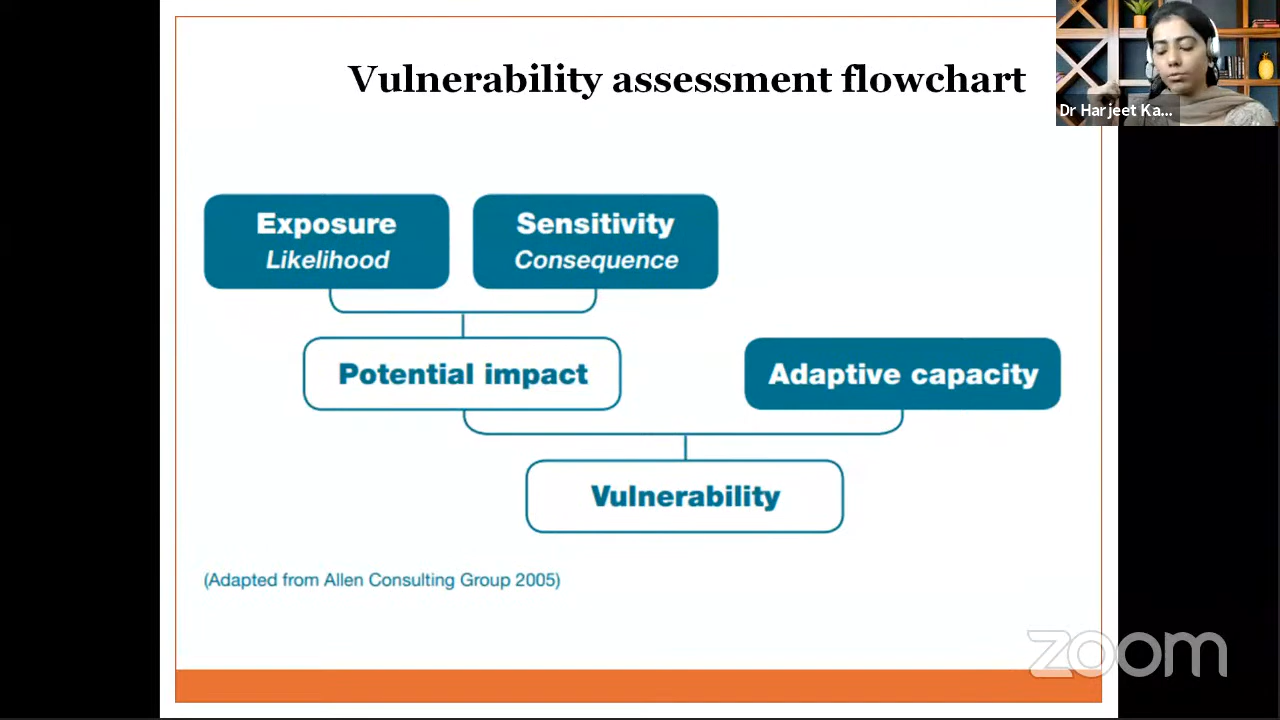 Vulnerability assessment flowchart
Dr Harjeet Ka...
Exposure
Likelihood
Sensitivity
Consequence
Potential impact
Adaptive capacity
Vulnerability
(Adapted from Allen Consulting Group 2005)
zoom